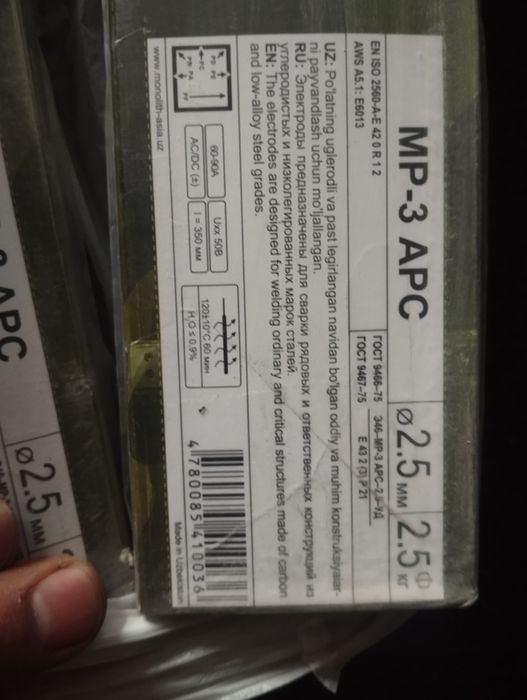 МР-3 АРС
ø2.5 мм
2.5 кг
EN ISO 2560-A-E 42 0 R 1 2
AWS A5.1: E6013
ГОСТ 9466-75
ГОСТ 9467-75
Э46-МР-3 АРС-2,5-УД
Е 43 2 (3) Р 21
UZ: Po'latning uglerodli va past legirlangan navidan bo'lgan oddiy va muhim konstruksiyalar-
ni payvandlash uchun mo'ljallangan.
RU: Электроды предназначены для сварки рядовых и ответственных конструкций из
углеродистых и низколегированных марок сталей.
EN: The electrodes are designed for welding ordinary and critical structures made of carbon
and low-alloy steel grades.
60-90A
Uxx 50В
AC/DC (±)
l = 350 мм
120±10°C 60 мин
H₂O ≤ 0.9%
4 780085 410036
www.monolith-asia.uz
Made in Uzbekistan
АРС
ø2.5 мм